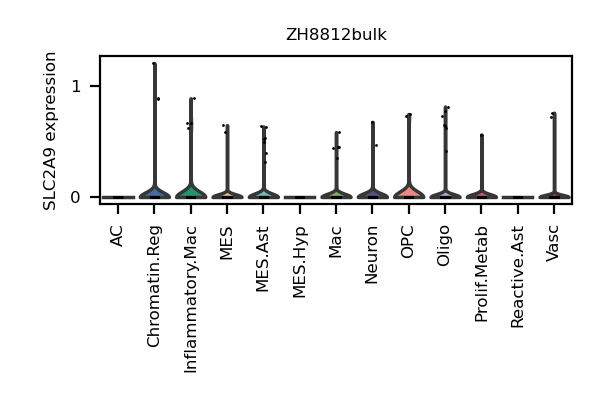 ZH8812bulk
SLC2A9 expression
1
0
AC
Chromatin.Reg
Inflammatory.Mac
MES
MES.Ast
MES.Hyp
Mac
Neuron
OPC
Oligo
Prolif.Metab
Reactive.Ast
Vasc